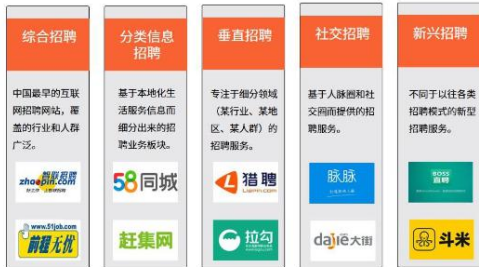 综合招聘
中国最早的互联
网招聘网站，覆
盖的行业和人群
广泛。
智联招聘
zhaopin.com
www.51job.com
前程无忧
分类信息
招聘
基于本地化生
活服务信息而
细分出来的招
聘业务板块。
58同城
赶集网
垂直招聘
专注于细分领域
（某行业、某地
区、某人群）的
招聘服务。
猎聘
Liepin.com
拉勾
社交招聘
基于人脉圈和社
交圈而提供的招
聘服务。
脉脉
dajie大街
新兴招聘
不同于以往各类
招聘模式的新型
招聘服务。
BOSS
直聘
斗米